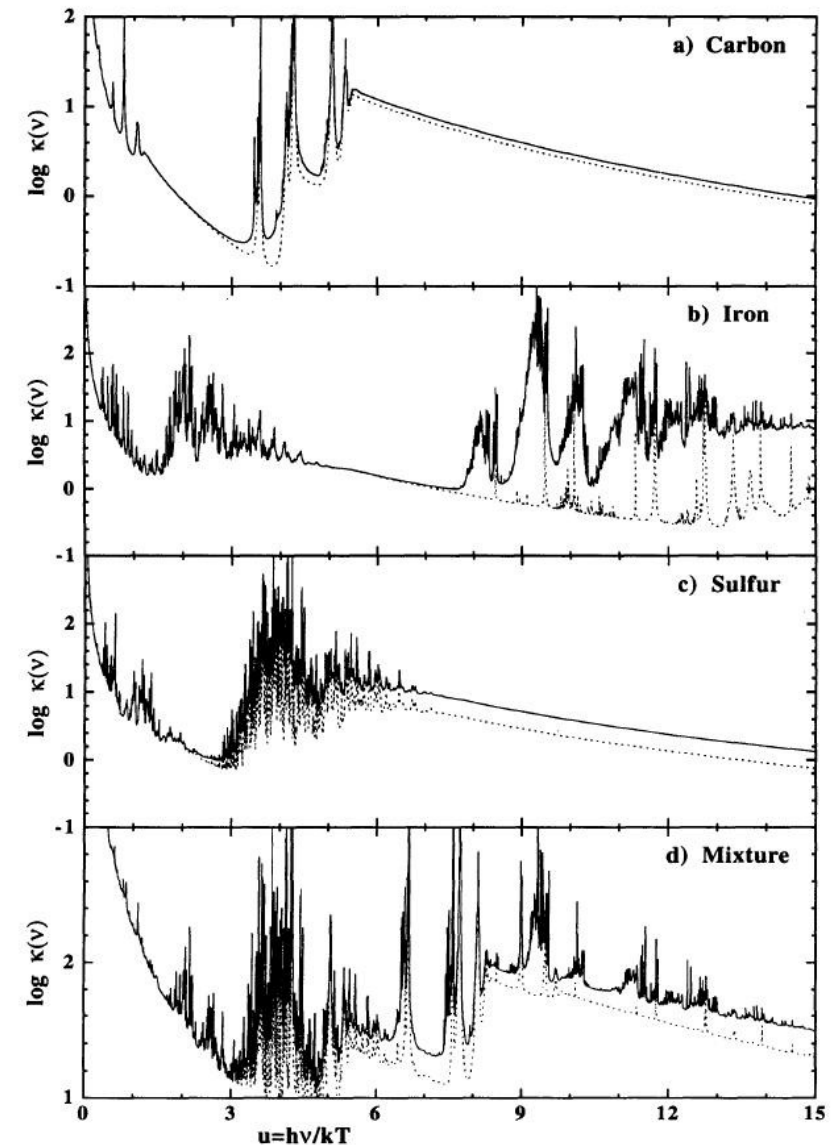 2
a) Carbon
1
log κ(ν)
0
-1
b) Iron
2
1
log κ(ν)
0
-1
c) Sulfur
2
1
log κ(ν)
0
-1
d) Mixture
2
log κ(ν)
1
0 3 6 9 12 15
u=hν/kT